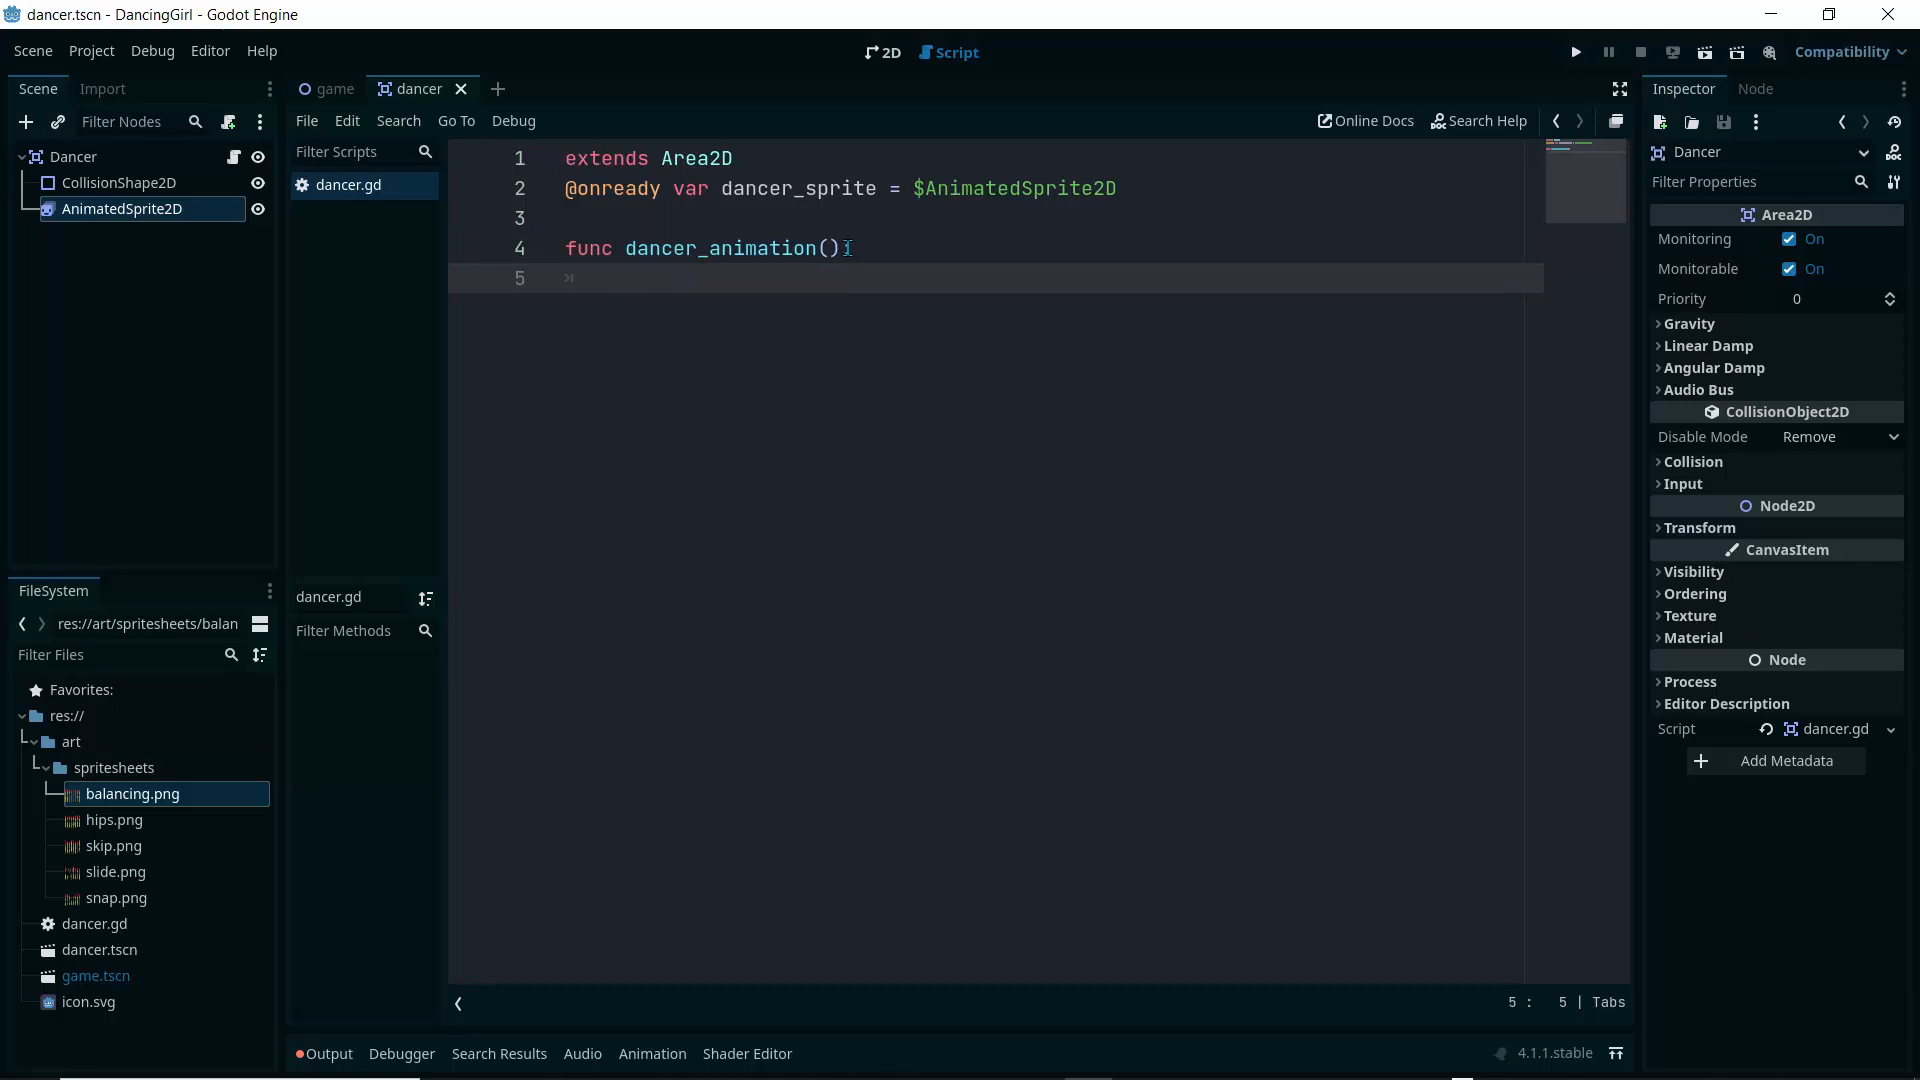 dancer.tscn - DancingGirl - Godot Engine
Scene Project Debug Editor Help
2D Script
Compatibility
Scene Import
Filter Nodes
Dancer
CollisionShape2D
AnimatedSprite2D
FileSystem
res://art/spritesheets/balan
Filter Files
Favorites:
res://
art
spritesheets
balancing.png
hips.png
skip.png
slide.png
snap.png
dancer.gd
dancer.tscn
game.tscn
icon.svg
game dancer
File Edit Search Go To Debug
Online Docs Search Help
Filter Scripts
dancer.gd
dancer.gd
Filter Methods
1 extends Area2D
2 @onready var dancer_sprite = $AnimatedSprite2D
3
4 func dancer_animation():
5
5 : 5 | Tabs
Output Debugger Search Results Audio Animation Shader Editor
4.1.1.stable
Inspector Node
Dancer
Filter Properties
Area2D
Monitoring On
Monitorable On
Priority 0
Gravity
Linear Damp
Angular Damp
Audio Bus
CollisionObject2D
Disable Mode Remove
Collision
Input
Node2D
Transform
CanvasItem
Visibility
Ordering
Texture
Material
Node
Process
Editor Description
Script dancer.gd
Add Metadata